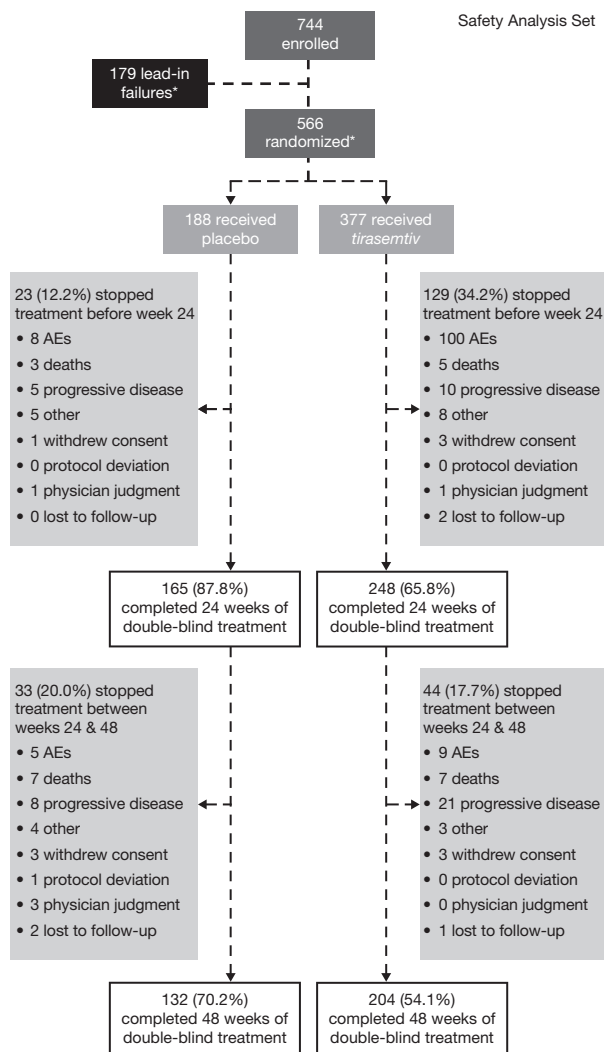 Safety Analysis Set
744
enrolled
179 lead-in
failures*
566
randomized*
188 received
placebo
377 received
tirasemtiv
23 (12.2%) stopped
treatment before week 24
• 8 AEs
• 3 deaths
• 5 progressive disease
• 5 other
• 1 withdrew consent
• 0 protocol deviation
• 1 physician judgment
• 0 lost to follow-up
129 (34.2%) stopped
treatment before week 24
• 100 AEs
• 5 deaths
• 10 progressive disease
• 8 other
• 3 withdrew consent
• 0 protocol deviation
• 1 physician judgment
• 2 lost to follow-up
165 (87.8%)
completed 24 weeks of
double-blind treatment
248 (65.8%)
completed 24 weeks of
double-blind treatment
33 (20.0%) stopped
treatment between
weeks 24 & 48
• 5 AEs
• 7 deaths
• 8 progressive disease
• 4 other
• 3 withdrew consent
• 1 protocol deviation
• 3 physician judgment
• 2 lost to follow-up
44 (17.7%) stopped
treatment between
weeks 24 & 48
• 9 AEs
• 7 deaths
• 21 progressive disease
• 3 other
• 3 withdrew consent
• 0 protocol deviation
• 0 physician judgment
• 1 lost to follow-up
132 (70.2%)
completed 48 weeks of
double-blind treatment
204 (54.1%)
completed 48 weeks of
double-blind treatment